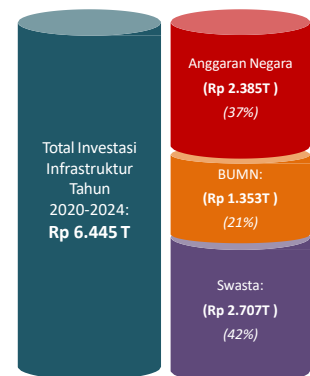 Total Investasi
Infrastruktur
Tahun
2020-2024:
Rp 6.445 T
Anggaran Negara
(Rp 2.385T )
(37%)
BUMN:
(Rp 1.353T )
(21%)
Swasta:
(Rp 2.707T )
(42%)